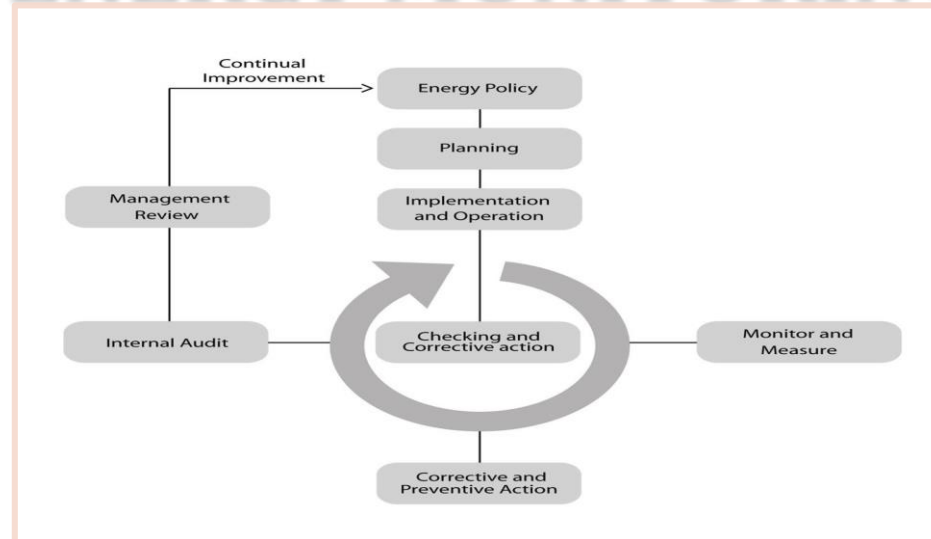 Continual
Improvement
Energy Policy
Planning
Management
Review
Implementation
and Operation
Internal Audit
Checking and
Corrective action
Monitor and
Measure
Corrective and
Preventive Action